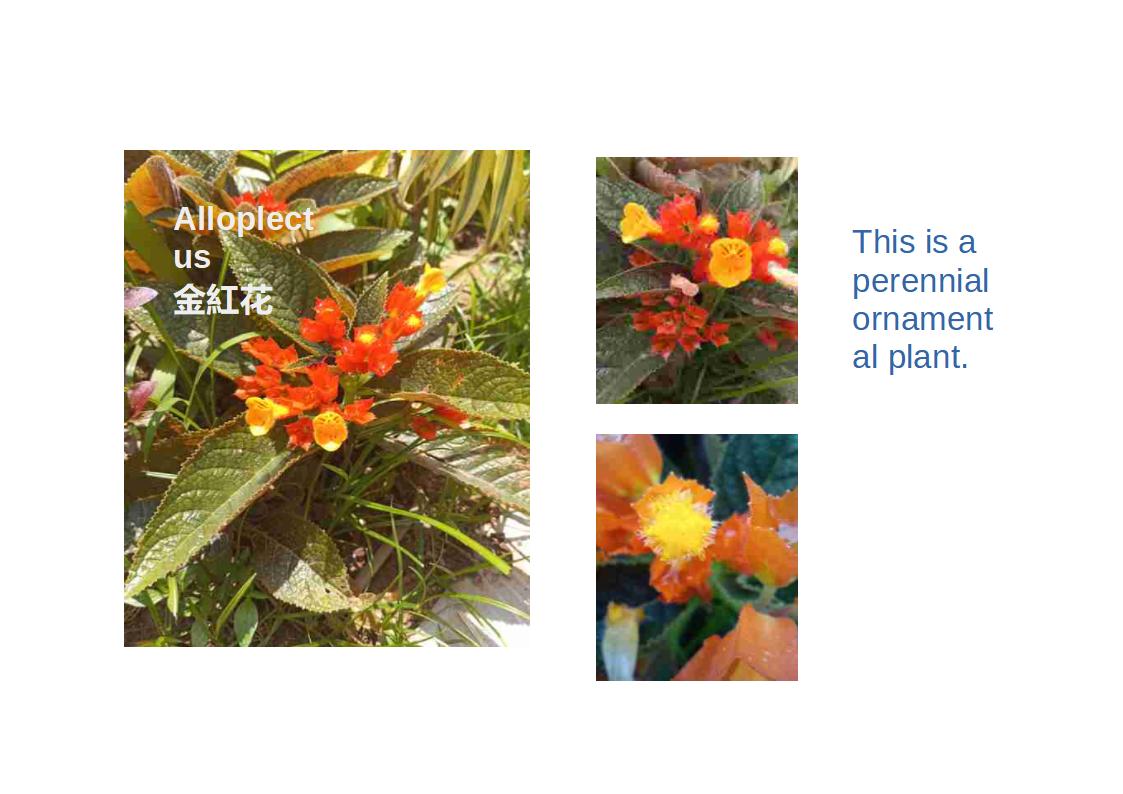 Alloplect
us
金紅花
This is a
perennial
ornament
al plant.